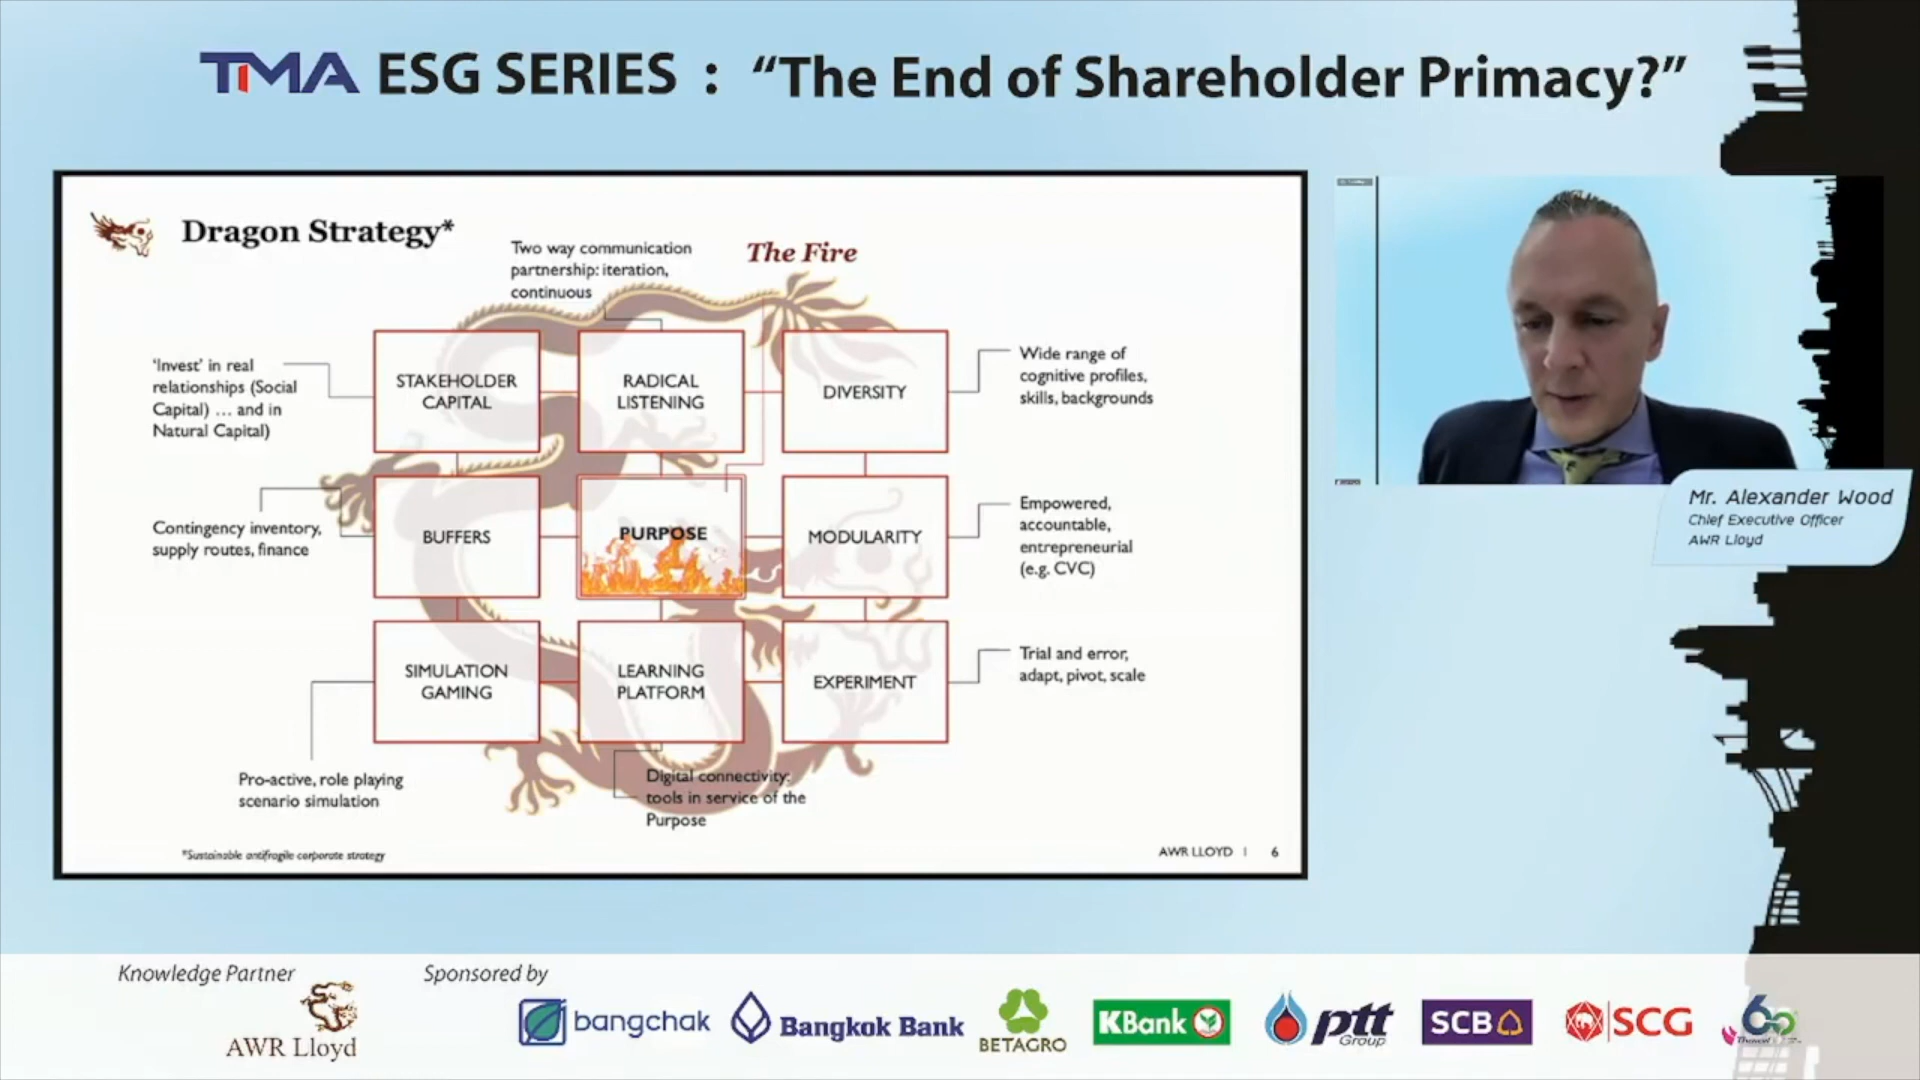 TMA ESG SERIES : “The End of Shareholder Primacy?”
Dragon Strategy*
The Fire
Two way communication
partnership: iteration,
continuous
‘Invest’ in real
relationships (Social
Capital) ... and in
Natural Capital)
STAKEHOLDER
CAPITAL
RADICAL
LISTENING
DIVERSITY
Wide range of
cognitive profiles,
skills, backgrounds
Contingency inventory,
supply routes, finance
BUFFERS
PURPOSE
MODULARITY
Empowered,
accountable,
entrepreneurial
(e.g. CVC)
SIMULATION
GAMING
LEARNING
PLATFORM
EXPERIMENT
Trial and error,
adapt, pivot, scale
Pro-active, role playing
scenario simulation
Digital connectivity:
tools in service of the
Purpose
*Sustainable antifragile corporate strategy
AWR LLOYD | 6
Mr. Alexander Wood
Chief Executive Officer
AWR Lloyd
Knowledge Partner
AWR Lloyd
Sponsored by
bangchak
Bangkok Bank
BETAGRO
KBank
ptt
Group
SCB
SCG
60